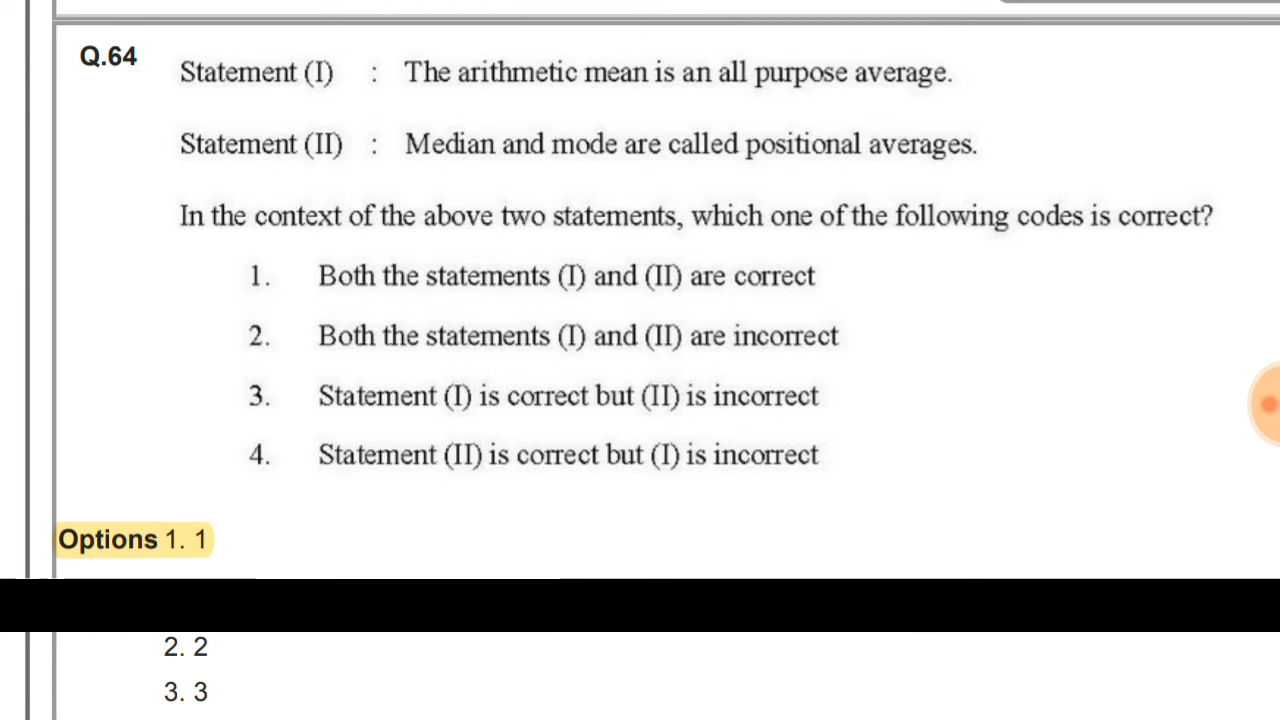 Q.64
Statement (I) : The arithmetic mean is an all purpose average.
Statement (II) : Median and mode are called positional averages.
In the context of the above two statements, which one of the following codes is correct?
1. Both the statements (I) and (II) are correct
2. Both the statements (I) and (II) are incorrect
3. Statement (I) is correct but (II) is incorrect
4. Statement (II) is correct but (I) is incorrect
Options 1. 1
2. 2
3. 3